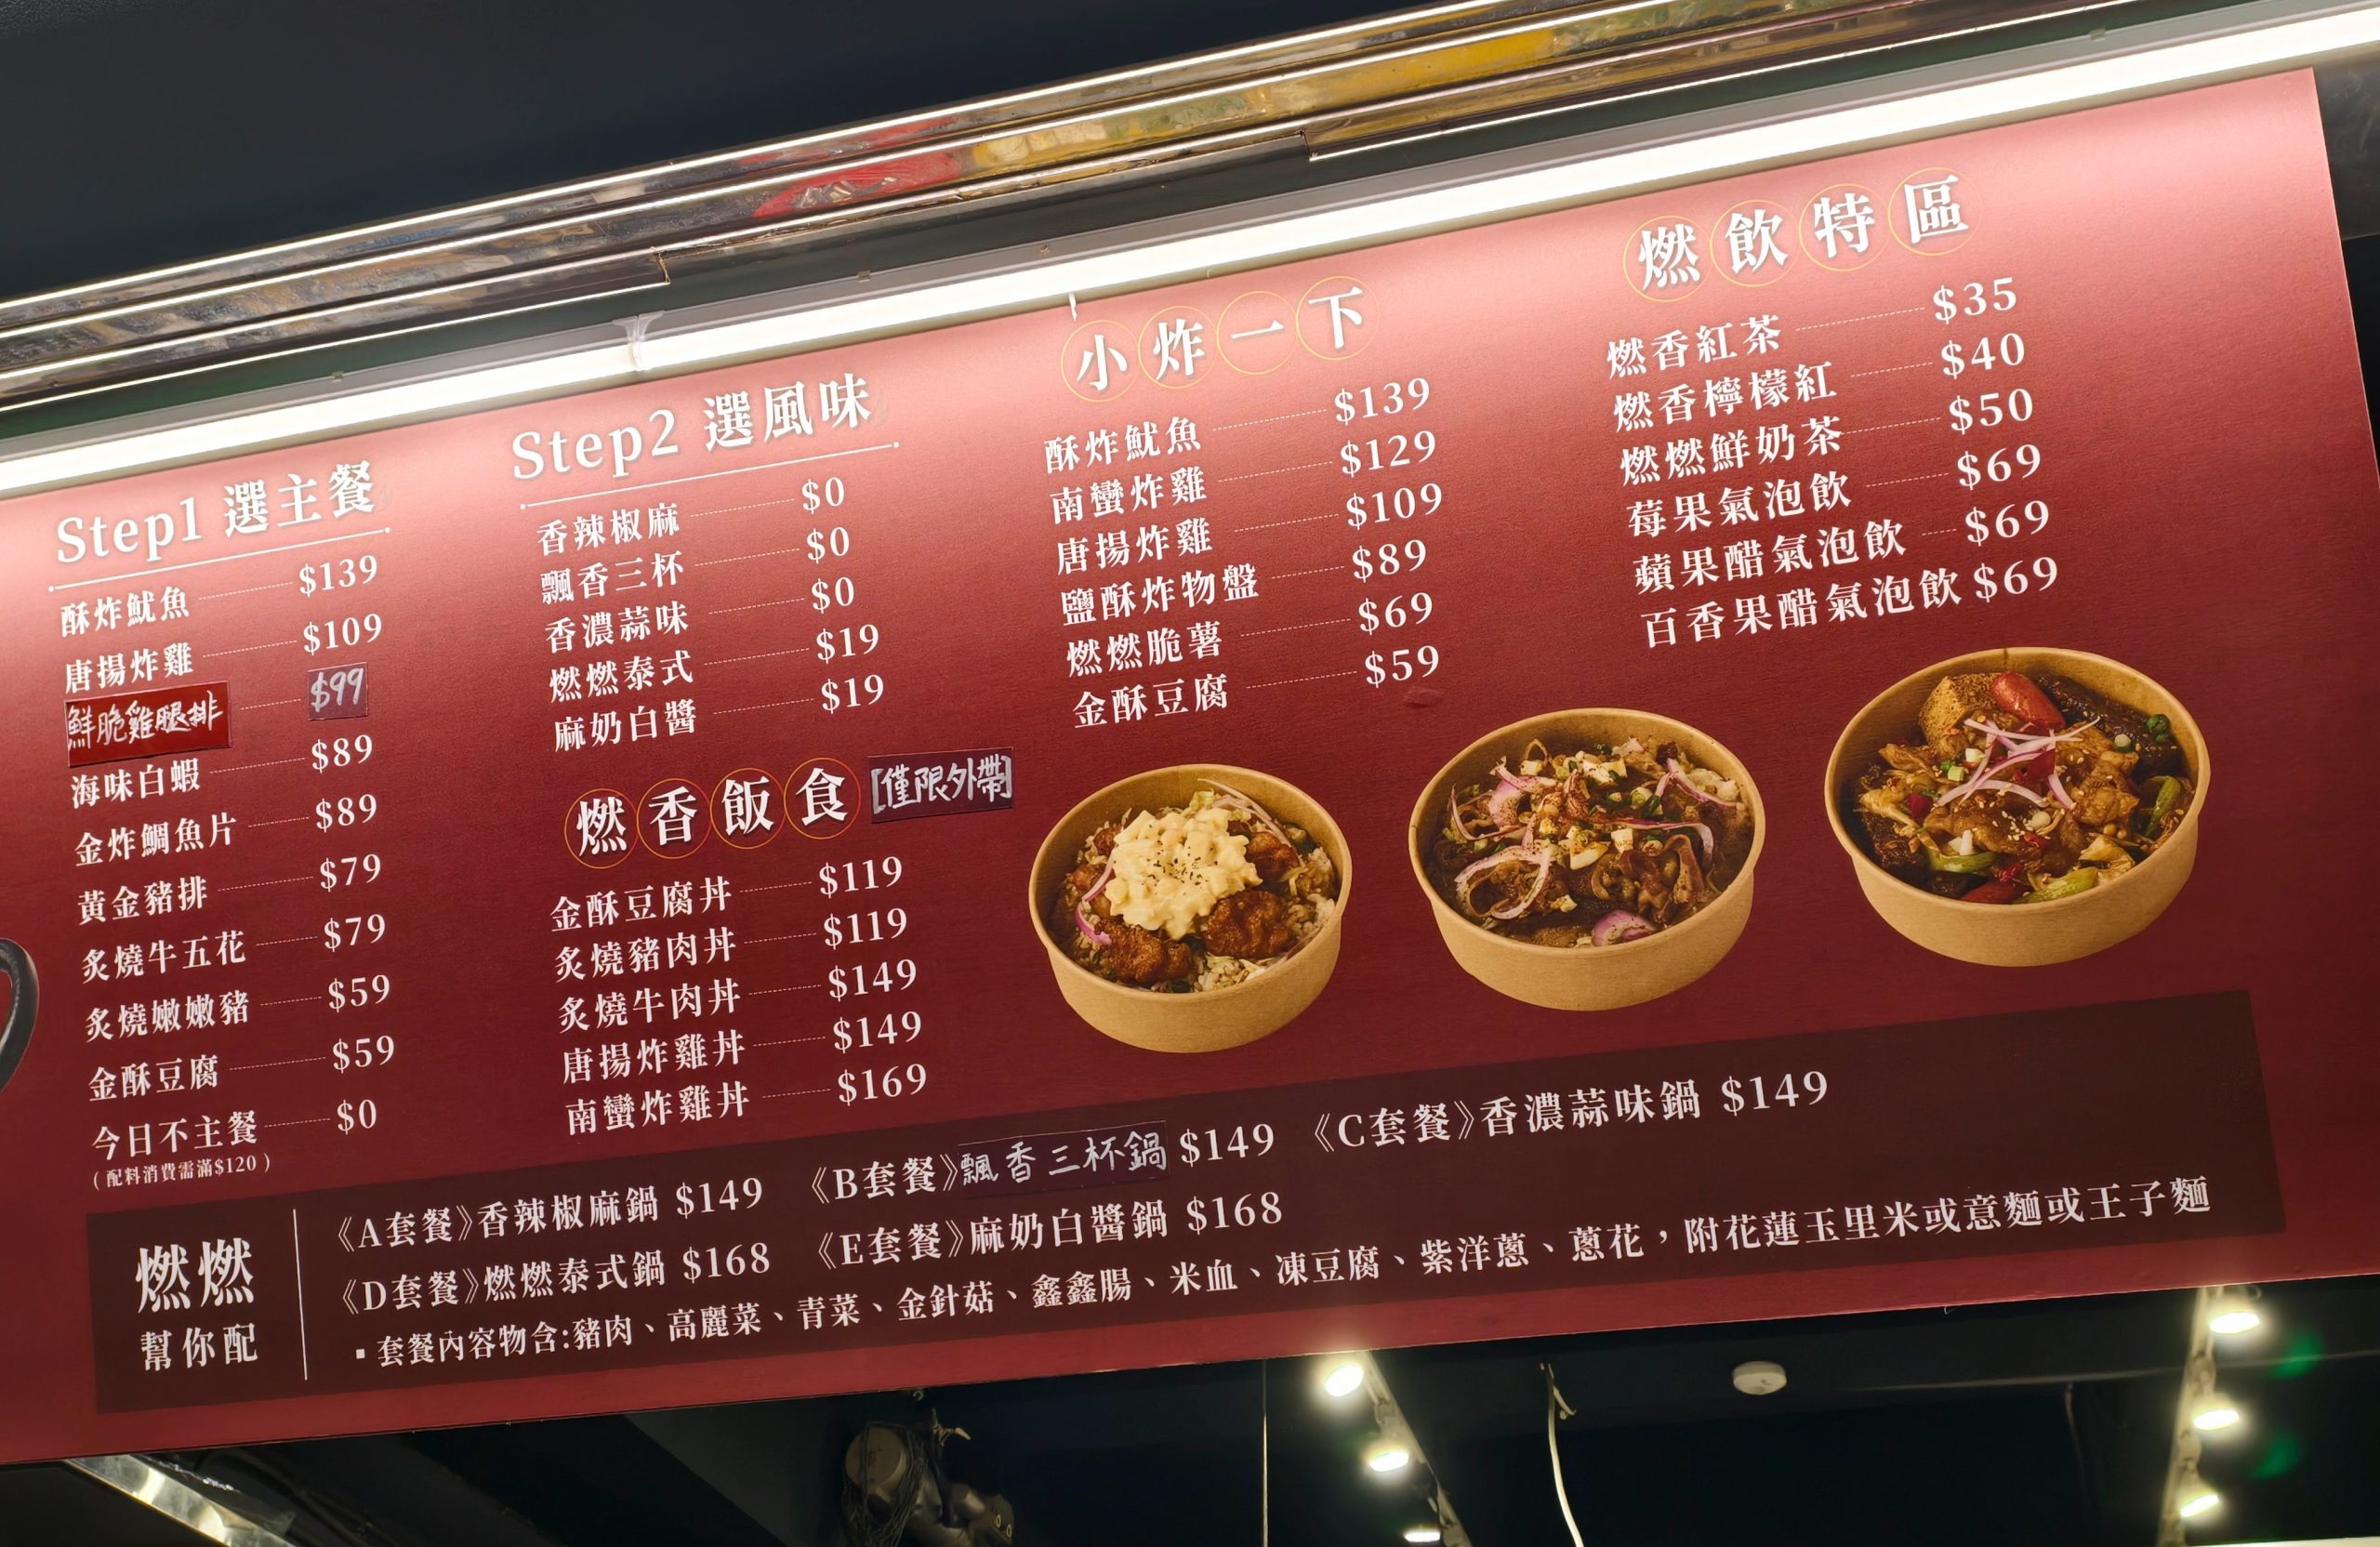 Step1 選主餐
酥炸魷魚 $139
唐揚炸雞 $109
鮮脆雞腿排 $99
海味白蝦 $89
金炸鯛魚片 $89
黃金豬排 $79
炙燒牛五花 $79
炙燒嫩嫩豬 $59
金酥豆腐 $59
今日不主餐 $0
(配料消費需滿$120)
Step2 選風味
香辣椒麻 $0
飄香三杯 $0
香濃蒜味 $0
燃燃泰式 $19
麻奶白醬 $19
燃香飯食 [僅限外帶]
金酥豆腐丼 $119
炙燒豬肉丼 $119
炙燒牛肉丼 $149
唐揚炸雞丼 $149
南蠻炸雞丼 $169
小炸一下
酥炸魷魚 $139
南蠻炸雞 $129
唐揚炸雞 $109
鹽酥炸物盤 $89
燃燃脆薯 $69
金酥豆腐 $59
燃飲特區
燃香紅茶 $35
燃香檸檬紅 $40
燃燃鮮奶茶 $50
莓果氣泡飲 $69
蘋果醋氣泡飲 $69
百香果醋氣泡飲 $69
燃燃
幫你配
《A套餐》香辣椒麻鍋 $149 《B套餐》飄香三杯鍋 $149 《C套餐》香濃蒜味鍋 $149
《D套餐》燃燃泰式鍋 $168 《E套餐》麻奶白醬鍋 $168
▪套餐內容物含:豬肉、高麗菜、青菜、金針菇、鑫鑫腸、米血、凍豆腐、紫洋蔥、蔥花，附花蓮玉里米或意麵或王子麵